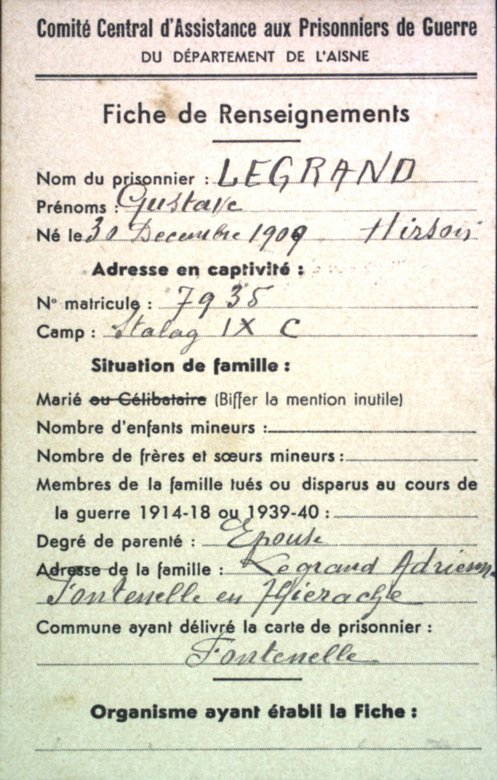 Comité Central d'Assistance aux Prisonniers de Guerre
DU DÉPARTEMENT DE L'AISNE
Fiche de Renseignements
Nom du prisonnier : LEGRAND
Prénoms : Gustave
Né le 30 Decembre 1909 Hirson
Adresse en captivité :
N° matricule : 7935
Camp : Stalag IX C
Situation de famille :
Marié ou Célibataire (Biffer la mention inutile)
Nombre d'enfants mineurs :
Nombre de frères et sœurs mineurs :
Membres de la famille tués ou disparus au cours de
la guerre 1914-18 ou 1939-40 :
Degré de parenté : Epouse
Adresse de la famille : Legrand Adrienne
Fontenelle en Thierache
Commune ayant délivré la carte de prisonnier :
Fontenelle
Organisme ayant établi la Fiche :